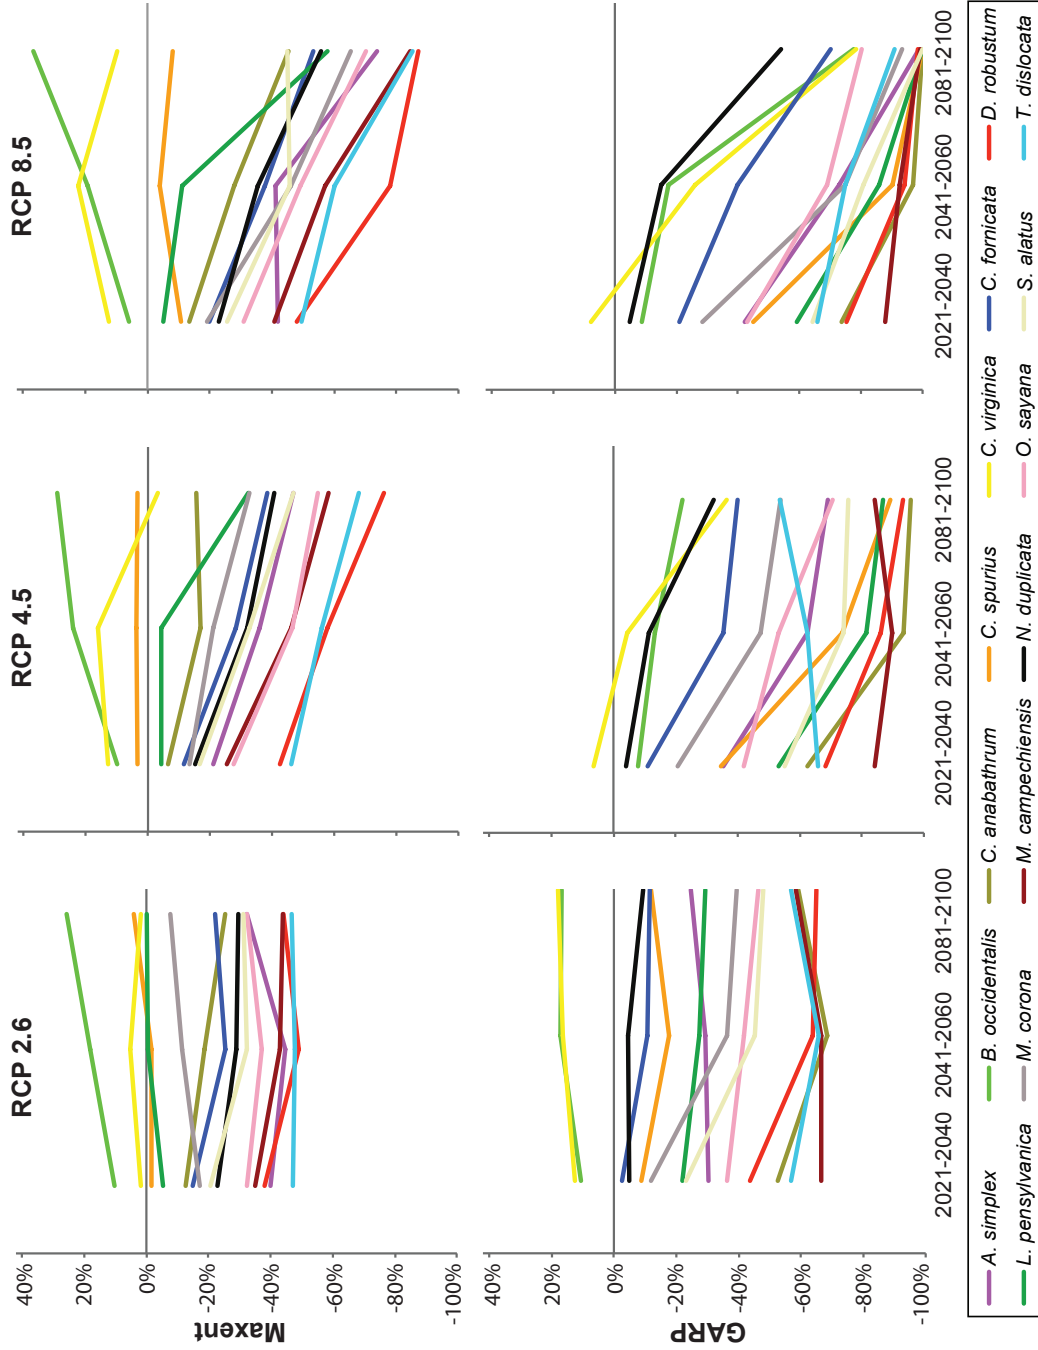 RCP 2.6
RCP 4.5
RCP 8.5
Maxent
40%
20%
0%
-20%
-40%
-60%
-80%
-100%
GARP
40%
20%
0%
-20%
-40%
-60%
-80%
-100%
2021-2040 2041-2060 2081-2100
2021-2040 2041-2060 2081-2100
2021-2040 2041-2060 2081-2100
A. simplex B. occidentalis C. anabathrum C. spurius C. virginica C. fornicata D. robustum
L. pensylvanica M. corona M. campechiensis N. duplicata O. sayana S. alatus T. dislocata